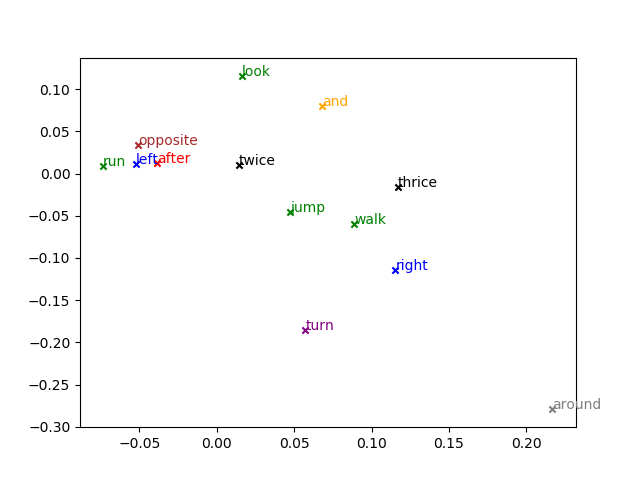 look
0.10
and
0.05
opposite
run
left
after
twice
0.00
thrice
jump
−0.05
walk
right
−0.10
−0.15
turn
−0.20
−0.25
around
−0.30
−0.05
0.00
0.05
0.10
0.15
0.20